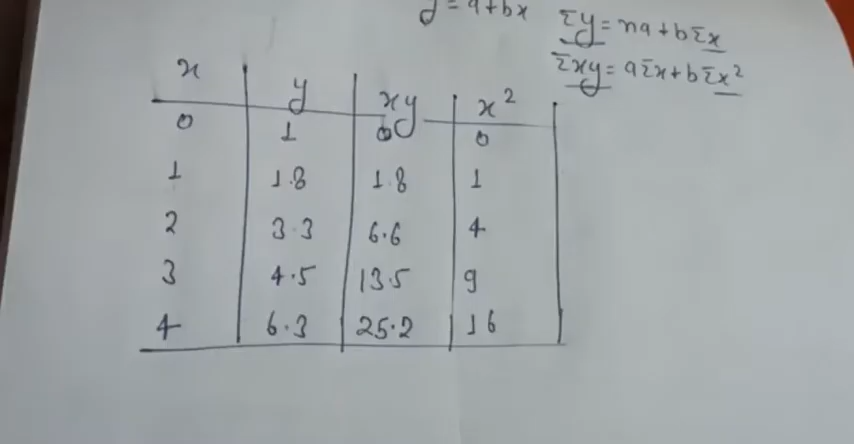 y = a+bx Σy = na+bΣx
Σxy = aΣx+bΣx²
x y xy x²
0 1 0 0
1 1.8 1.8 1
2 3.3 6.6 4
3 4.5 13.5 9
4 6.3 25.2 16